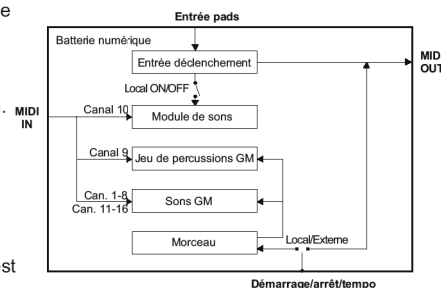 e
Entrée pads
Batterie numérique
Entrée déclenchement
MIDI
OUT
Local ON/OFF
MIDI
IN
Canal 10
Module de sons
Canal 9
Jeu de percussions GM
Can. 1-8
Can. 11-16
Sons GM
Morceau
Local/Externe
est
Démarrage/arrêt/tempo